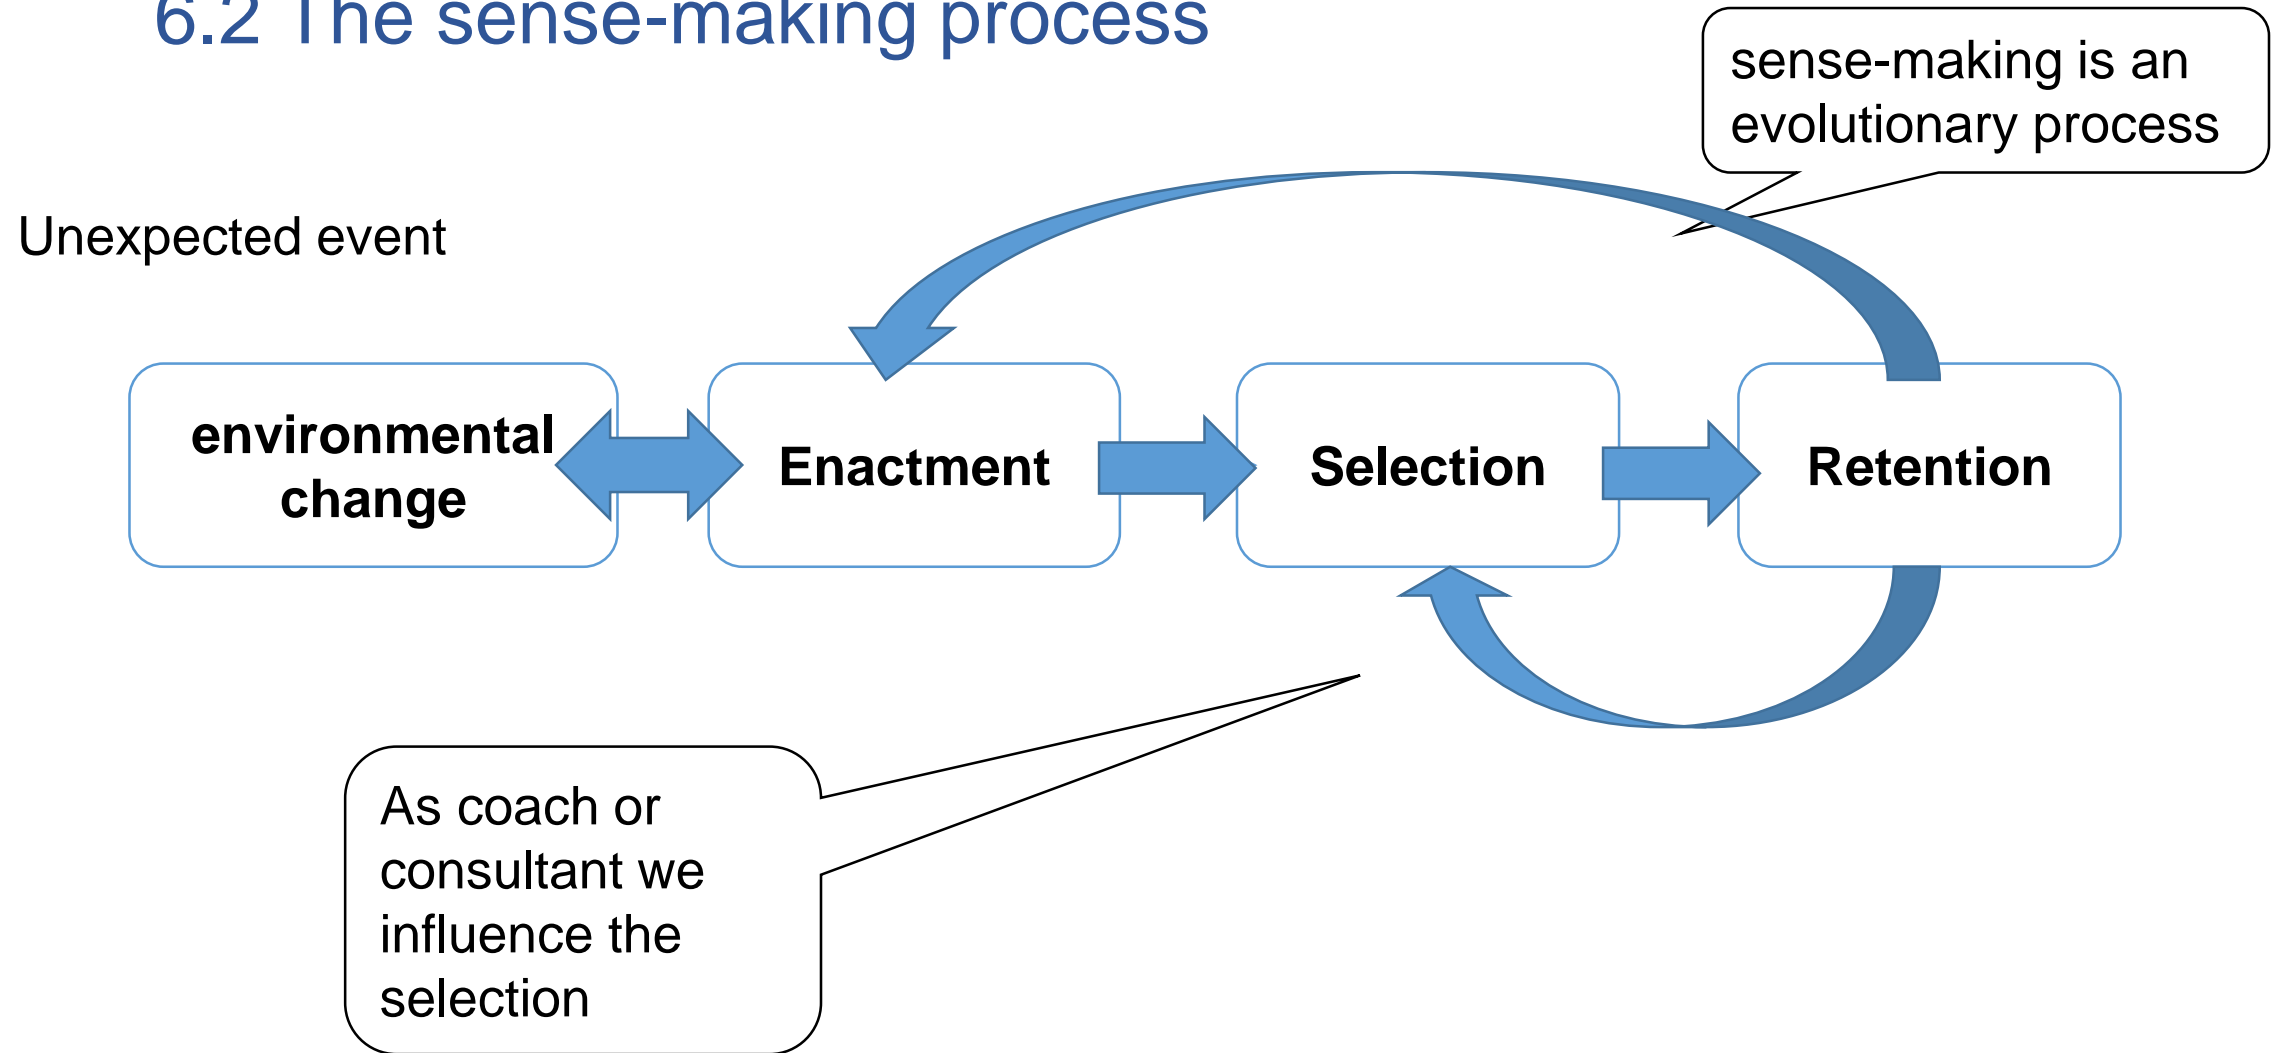 6.2 The sense-making process
sense-making is an
evolutionary process
Unexpected event
environmental
change
Enactment
Selection
Retention
As coach or
consultant we
influence the
selection